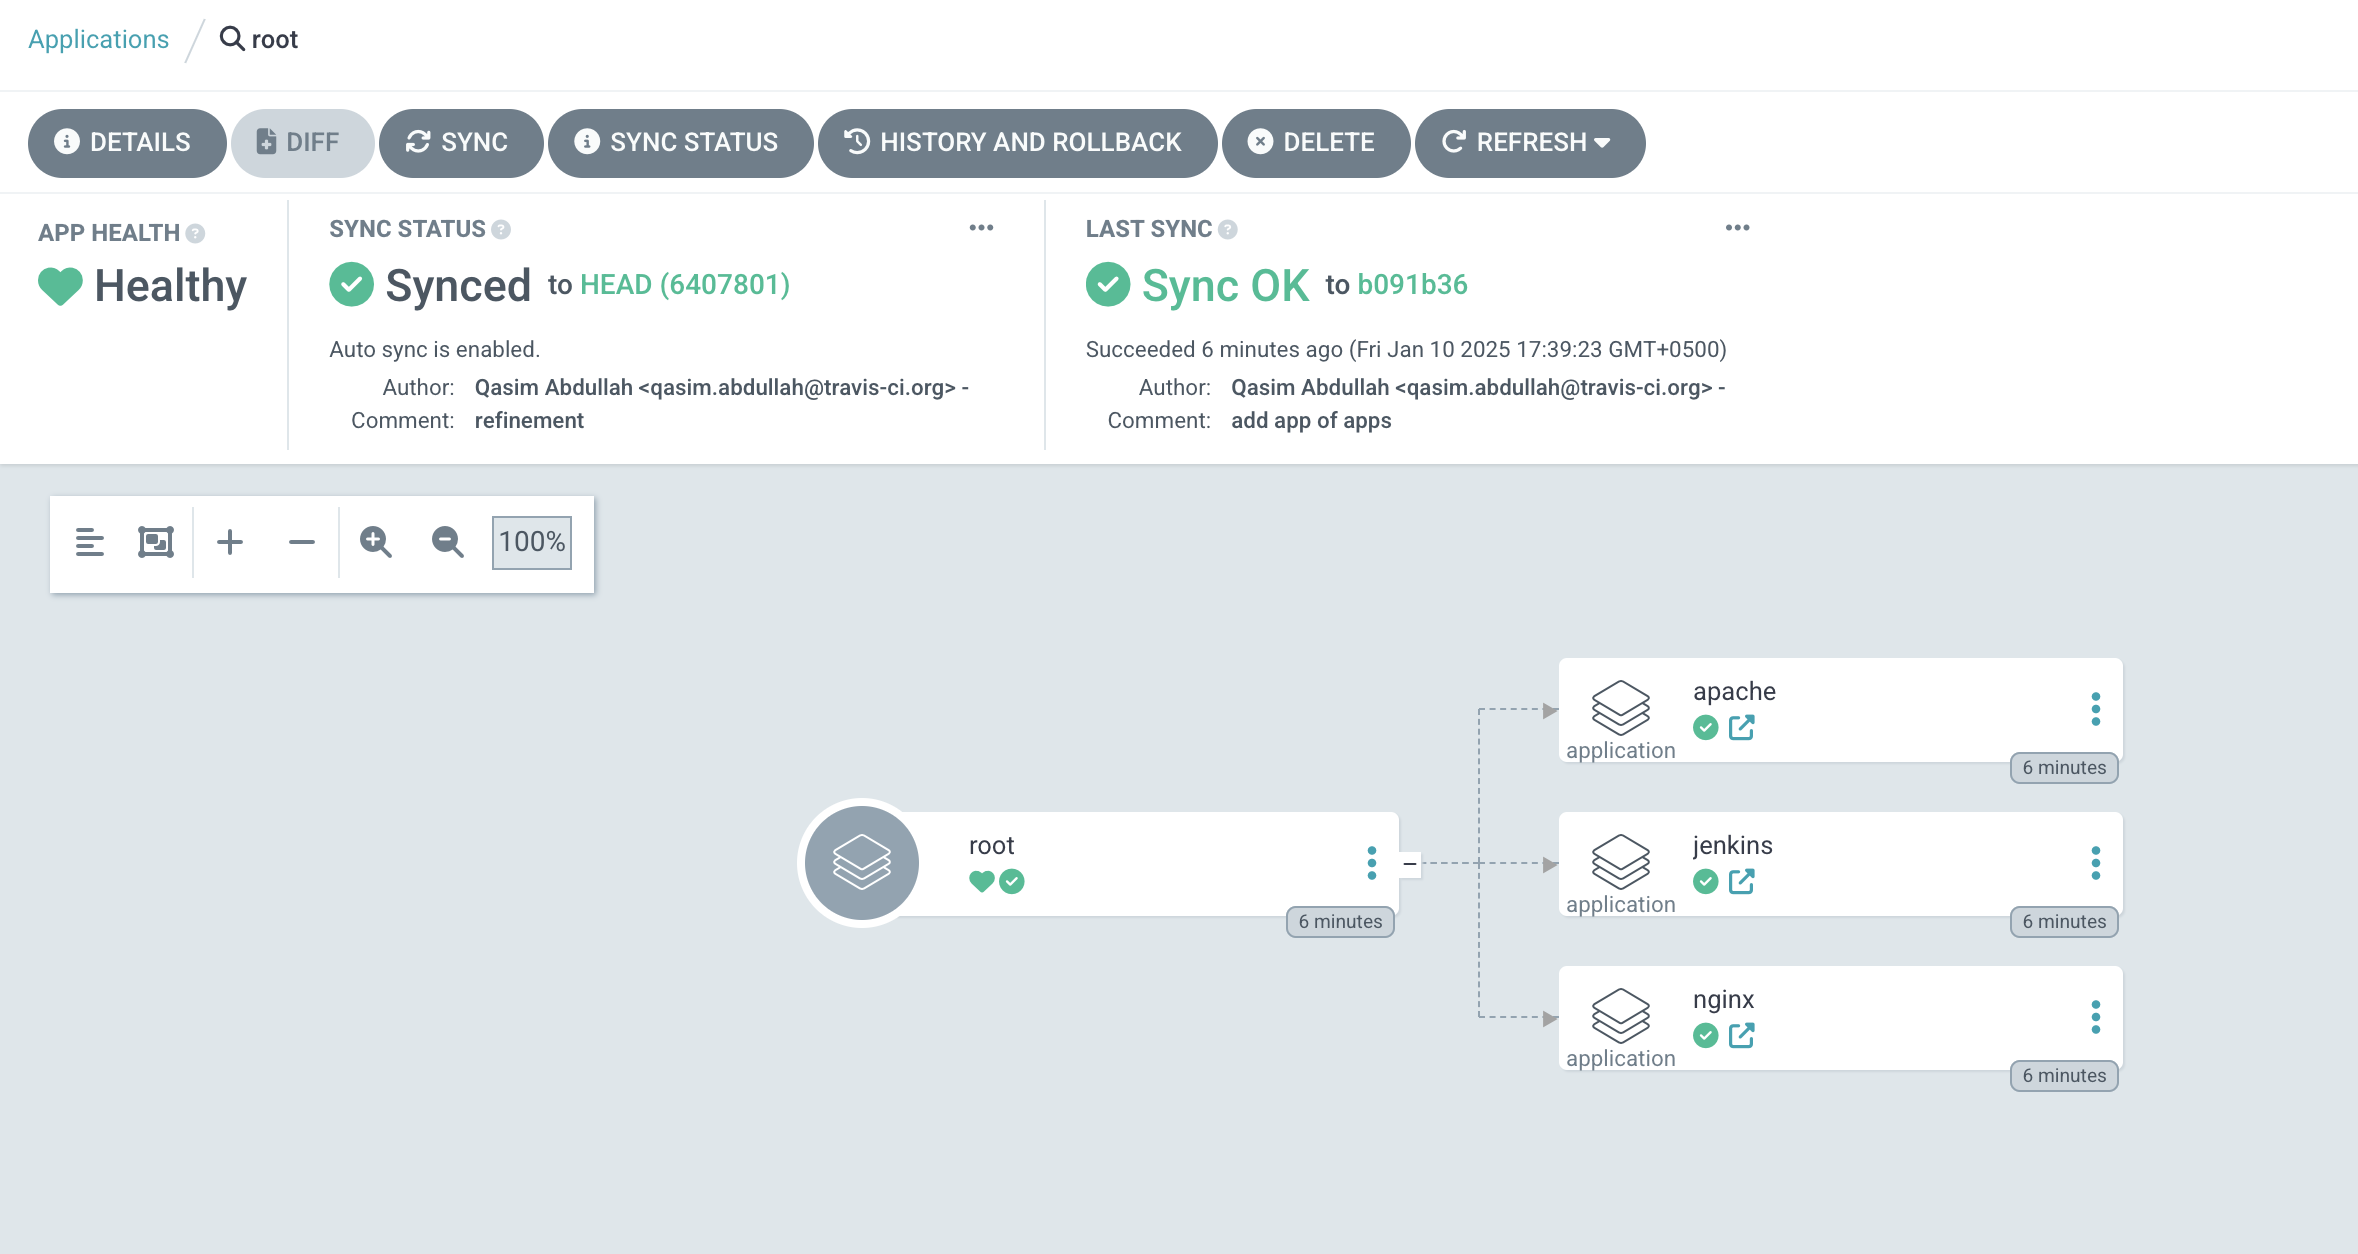 Applications / root
DETAILS DIFF SYNC SYNC STATUS HISTORY AND ROLLBACK DELETE REFRESH
APP HEALTH
Healthy
SYNC STATUS
Synced to HEAD (6407801)
Auto sync is enabled.
Author: Qasim Abdullah <qasim.abdullah@travis-ci.org> -
Comment: refinement
LAST SYNC
Sync OK to b091b36
Succeeded 6 minutes ago (Fri Jan 10 2025 17:39:23 GMT+0500)
Author: Qasim Abdullah <qasim.abdullah@travis-ci.org> -
Comment: add app of apps
100%
root
6 minutes
apache
application
6 minutes
jenkins
application
6 minutes
nginx
application
6 minutes